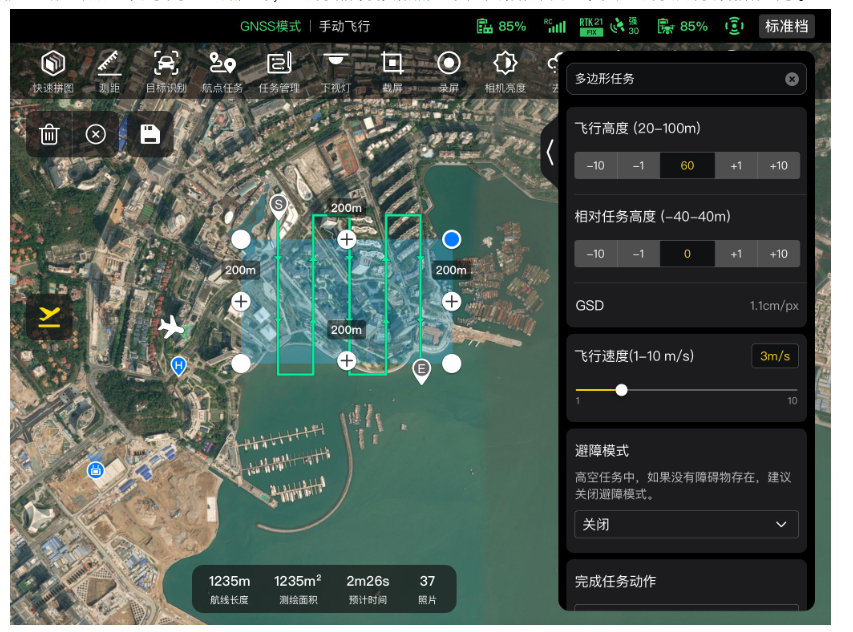 GNSS模式 | 手动飞行
85%
RC
RTK 21
FIX
强
30
85%
标准档
快速拼图
测距
目标识别
航点任务
任务管理
下视灯
截屏
录屏
相机亮度
多边形任务
飞行高度 (20–100m)
–10 –1 60 +1 +10
相对任务高度 (–40–40m)
–10 –1 0 +1 +10
GSD 1.1cm/px
飞行速度(1–10 m/s) 3m/s
1 10
避障模式
高空任务中，如果没有障碍物存在，建议
关闭避障模式。
关闭
完成任务动作
S
200m
200m
200m
200m
E
H
1235m 1235m² 2m26s 37
航线长度 测绘面积 预计时间 照片